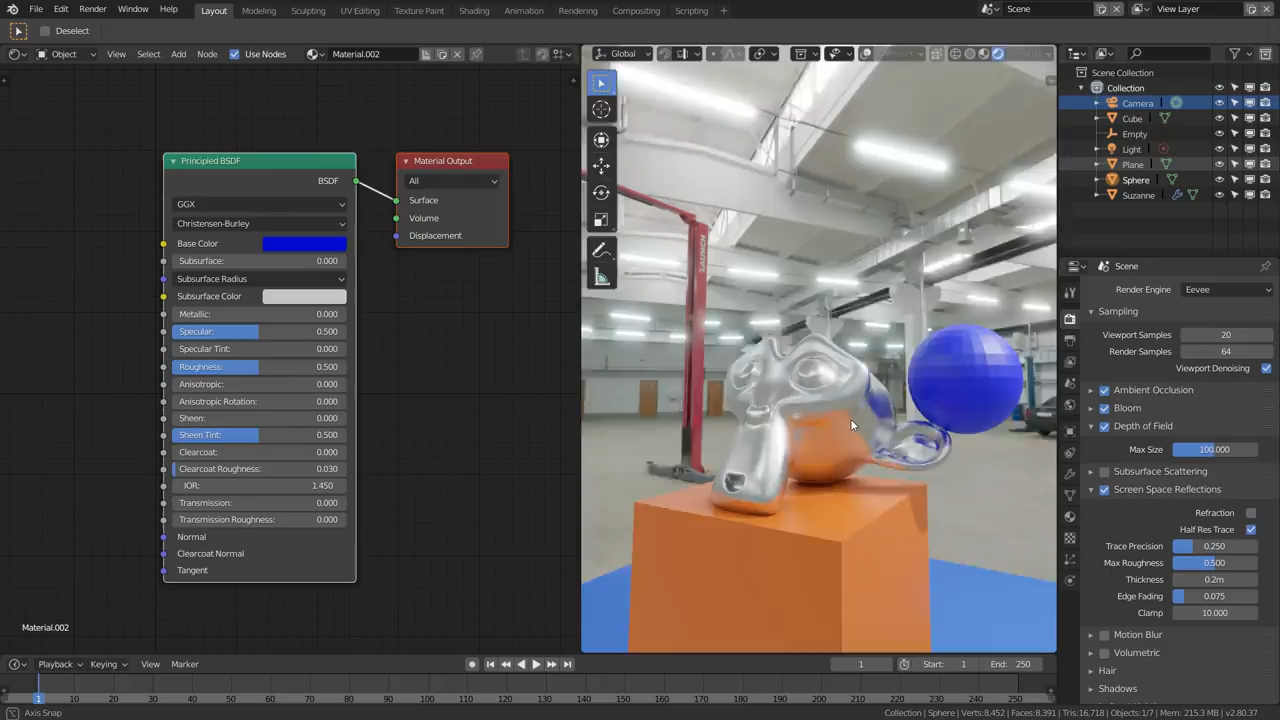 File Edit Render Window Help Layout Modeling Sculpting UV Editing Texture Paint Shading Animation Rendering Compositing Scripting Scene View Layer
Deselect
Object View Select Add Node Use Nodes Material.002 Global
Principled BSDF
BSDF
GGX
Christensen-Burley
Base Color
Subsurface: 0.000
Subsurface Radius
Subsurface Color
Metallic: 0.000
Specular: 0.500
Specular Tint: 0.000
Roughness: 0.500
Anisotropic: 0.000
Anisotropic Rotation: 0.000
Sheen: 0.000
Sheen Tint: 0.500
Clearcoat: 0.000
Clearcoat Roughness: 0.030
IOR: 1.450
Transmission: 0.000
Transmission Roughness: 0.000
Normal
Clearcoat Normal
Tangent
Material Output
All
Surface
Volume
Displacement
Material.002
LAUNCH
Scene Collection
Collection
Camera
Cube
Empty
Light
Plane
Sphere
Suzanne
Scene
Render Engine Eevee
Sampling
Viewport Samples 20
Render Samples 64
Viewport Denoising
Ambient Occlusion
Bloom
Depth of Field
Max Size 100.000
Subsurface Scattering
Screen Space Reflections
Refraction
Half Res Trace
Trace Precision 0.250
Max Roughness 0.500
Thickness 0.2m
Edge Fading 0.075
Clamp 10.000
Motion Blur
Volumetric
Hair
Shadows
Playback Keying View Marker 1 Start: 1 End: 250
1 10 20 30 40 50 60 70 80 90 100 110 120 130 140 150 160 170 180 190 200 210 220 230 240 250
Axis Snap Collection | Sphere | Verts:8,452 | Faces:8,391 | Tris:16,718 | Objects:1/7 | Mem: 215.3 MB | v2.80.37